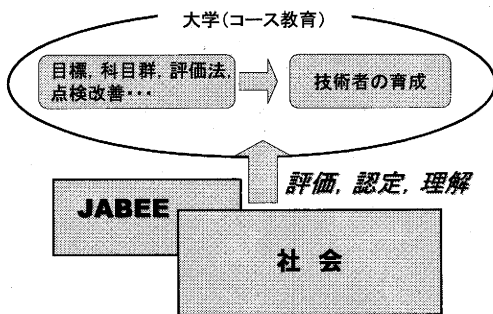 大学(コース教育)
目標, 科目群, 評価法,
点検改善・・・
技術者の育成
評価, 認定, 理解
JABEE
社 会